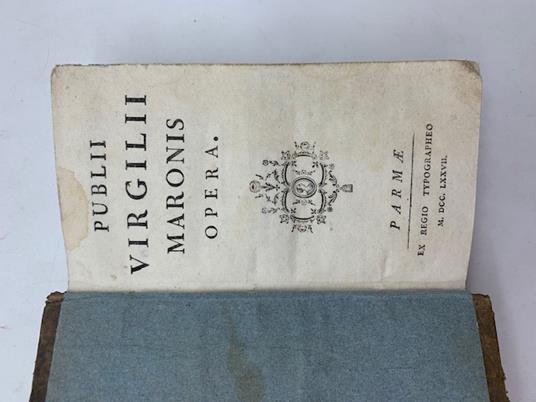 PUBLII
VIRGILII
MARONIS
OPERA.
PARMÆ
EX REGIO TYPOGRAPHEO
M. DCC. LXXVII.